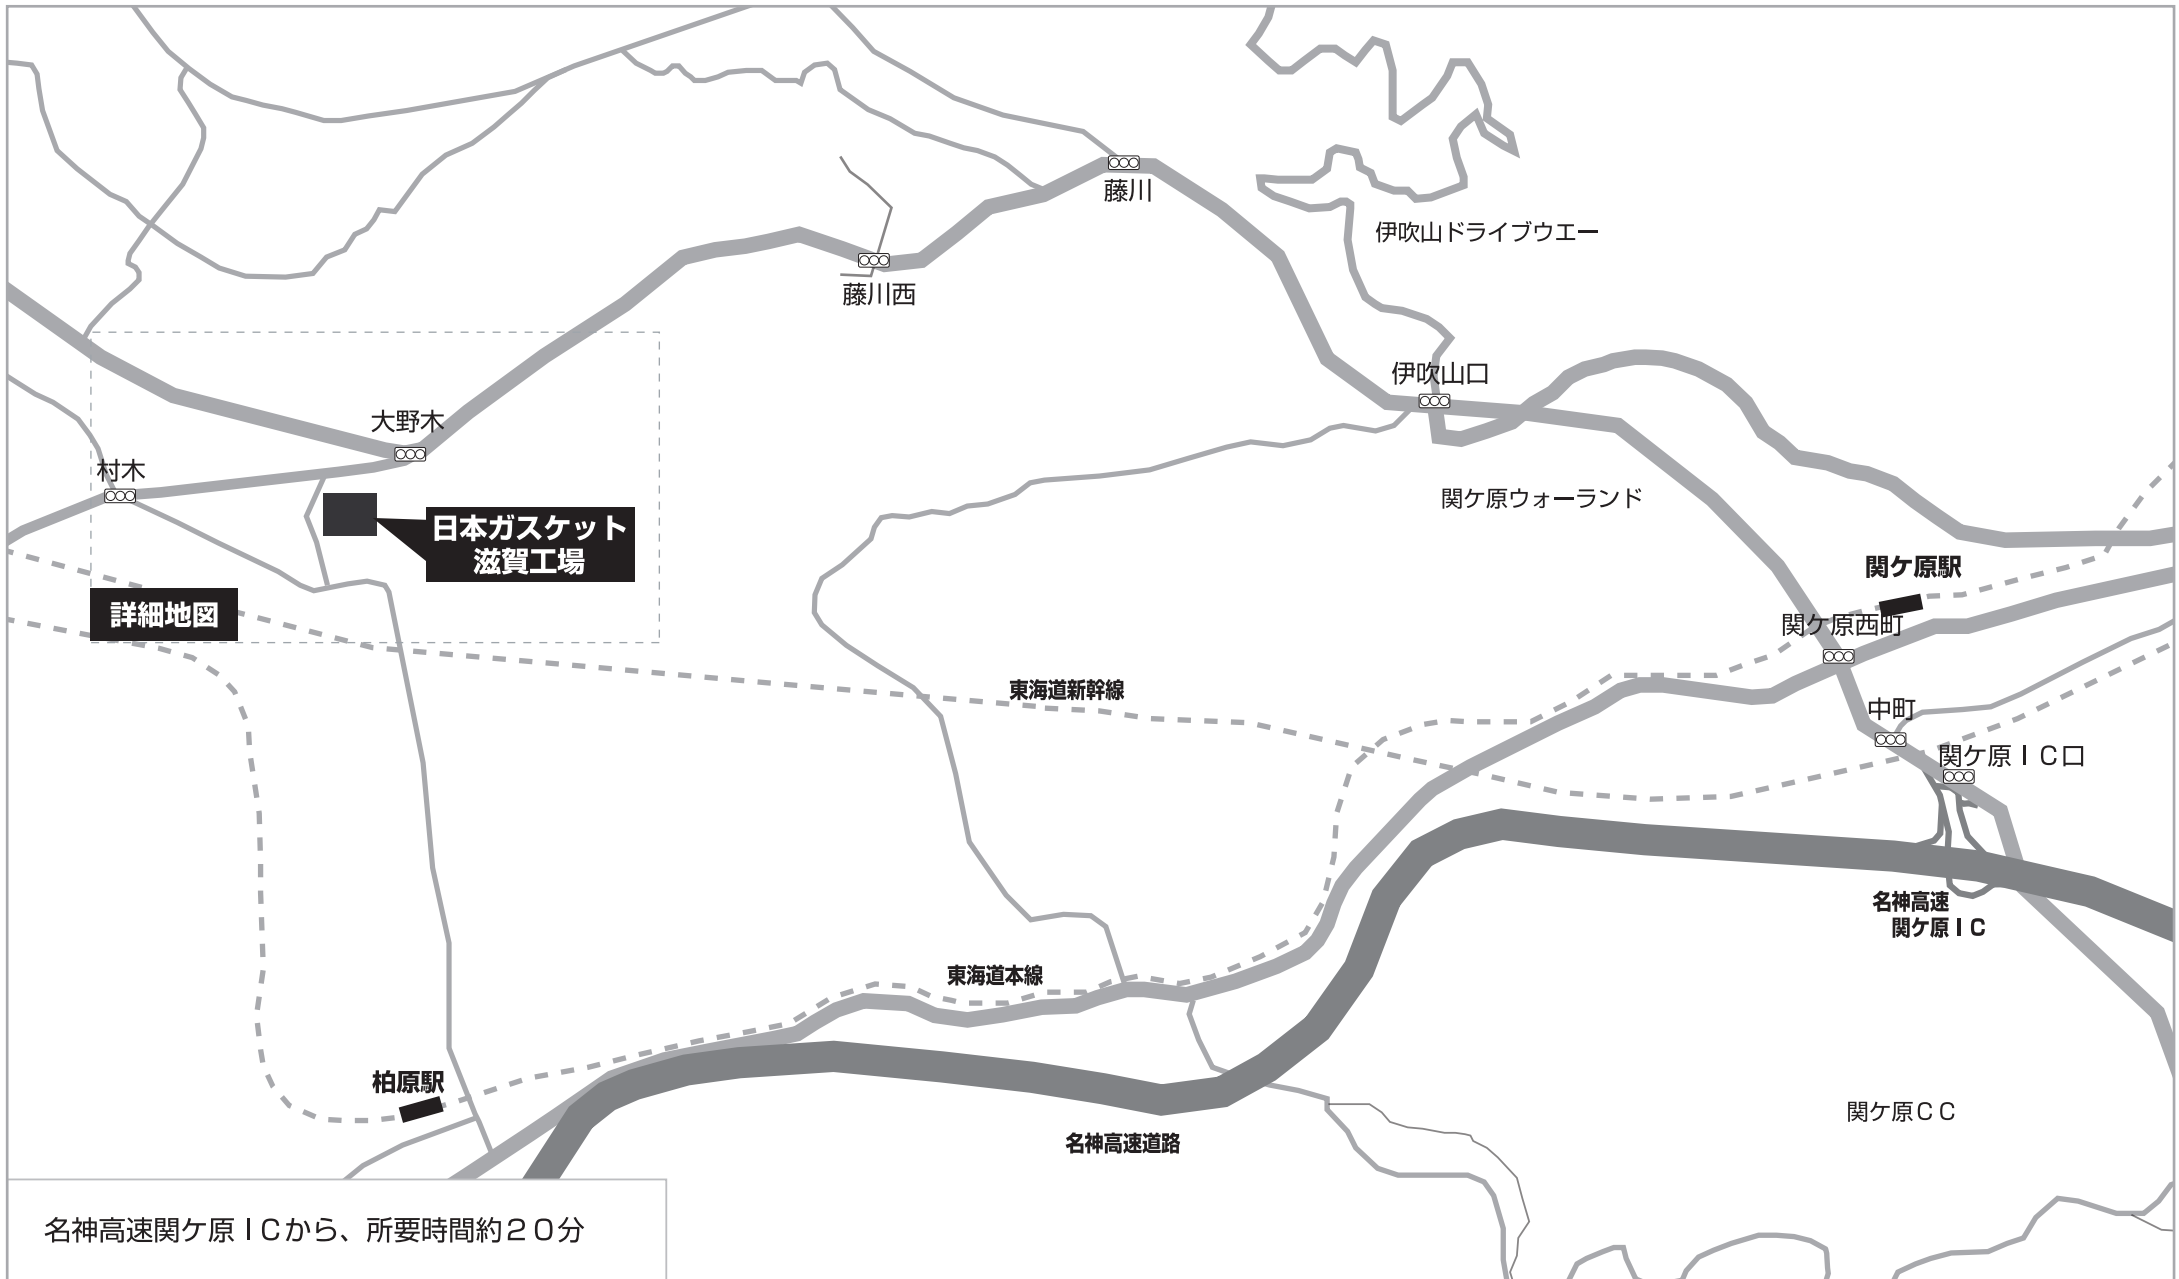 藤川
伊吹山ドライブウエー
藤川西
伊吹山口
大野木
村木
関ケ原ウォーランド
日本ガスケット
滋賀工場
関ケ原駅
詳細地図
関ケ原西町
東海道新幹線
中町
関ケ原ＩＣ口
名神高速
関ケ原ＩＣ
東海道本線
柏原駅
関ケ原ＣＣ
名神高速道路
名神高速関ケ原ＩＣから、所要時間約２０分